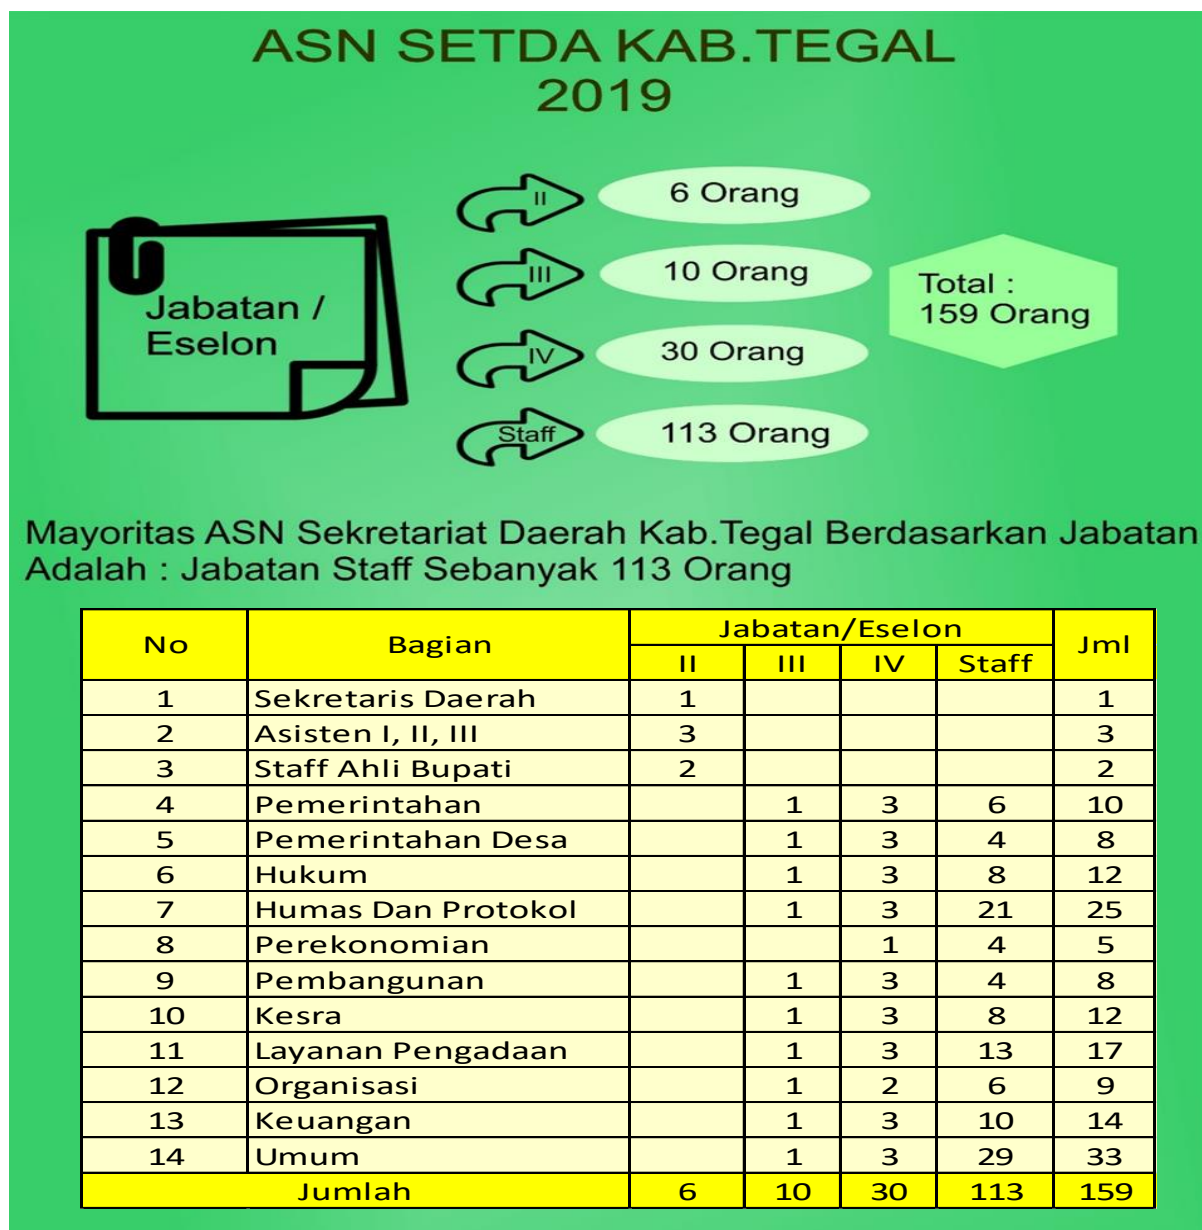 ASN SETDA KAB.TEGAL
2019
Jabatan /
Eselon
II
6 Orang
III
10 Orang
IV
30 Orang
Staff
113 Orang
Total :
159 Orang
Mayoritas ASN Sekretariat Daerah Kab.Tegal Berdasarkan Jabatan
Adalah : Jabatan Staff Sebanyak 113 Orang
No Bagian Jabatan/Eselon Jml
II III IV Staff
1 Sekretaris Daerah 1 1
2 Asisten I, II, III 3 3
3 Staff Ahli Bupati 2 2
4 Pemerintahan 1 3 6 10
5 Pemerintahan Desa 1 3 4 8
6 Hukum 1 3 8 12
7 Humas Dan Protokol 1 3 21 25
8 Perekonomian 1 4 5
9 Pembangunan 1 3 4 8
10 Kesra 1 3 8 12
11 Layanan Pengadaan 1 3 13 17
12 Organisasi 1 2 6 9
13 Keuangan 1 3 10 14
14 Umum 1 3 29 33
Jumlah 6 10 30 113 159